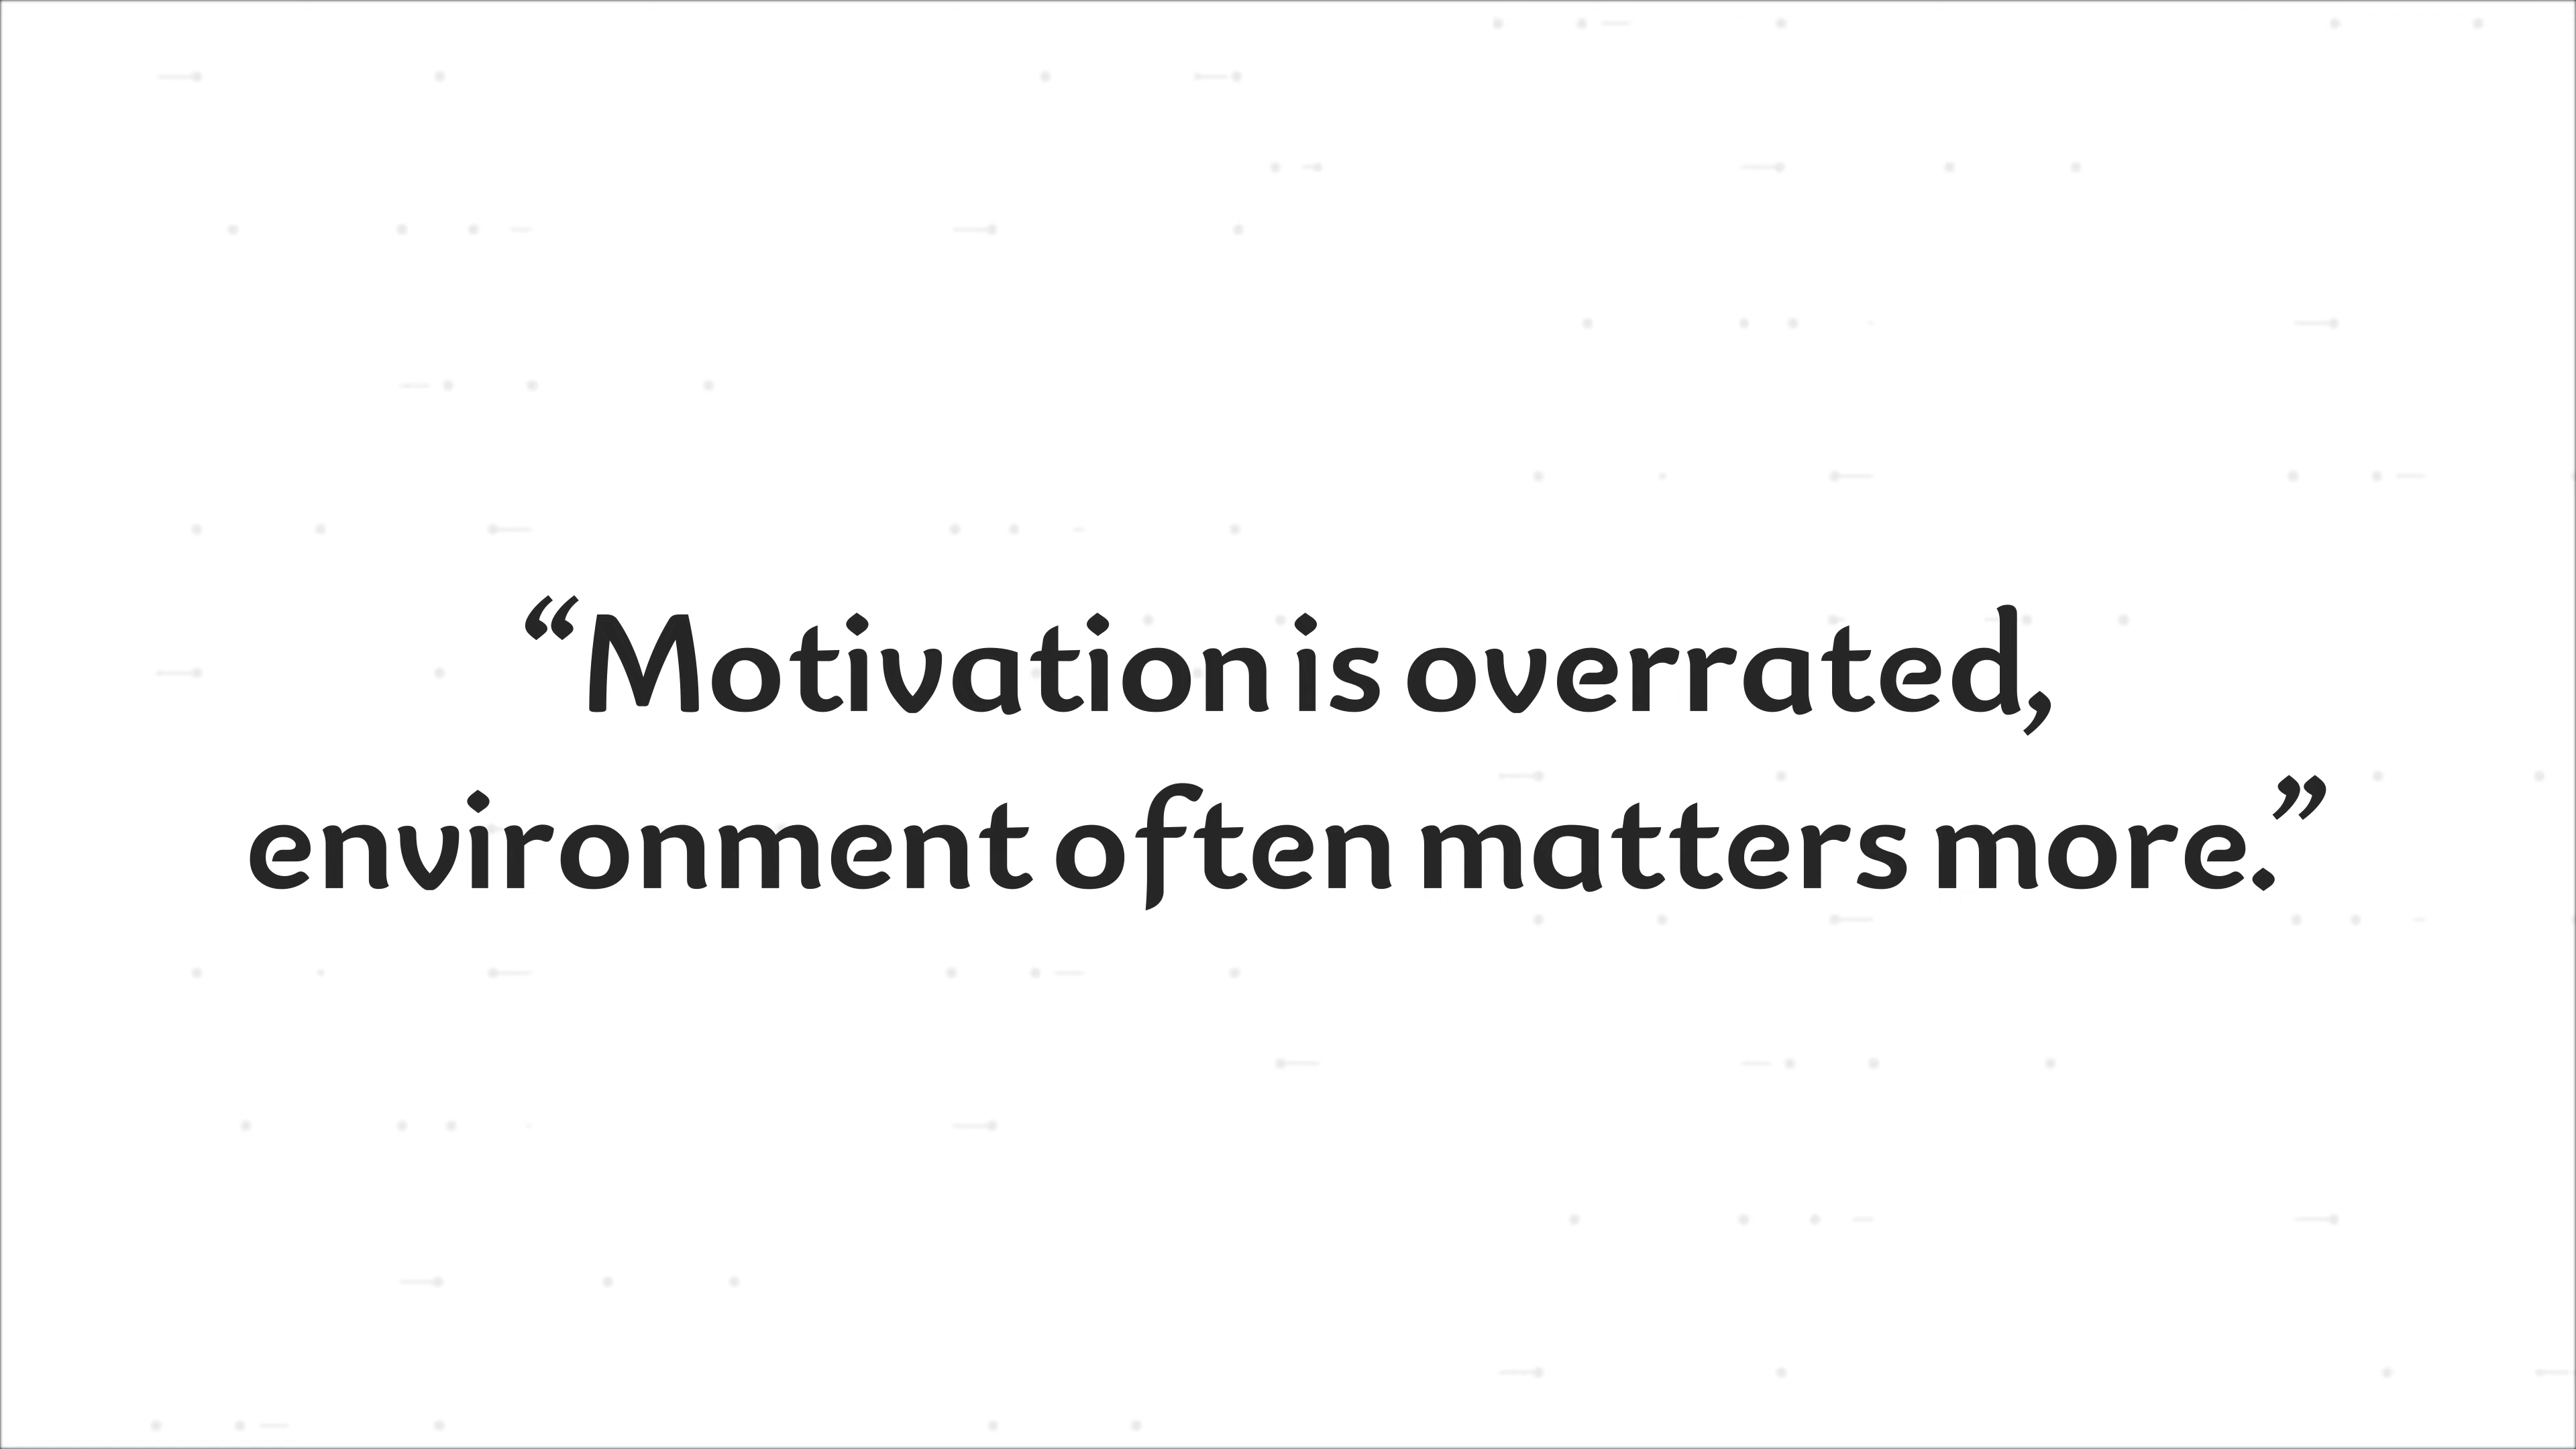 “Motivation is overrated,
environment often matters more.”